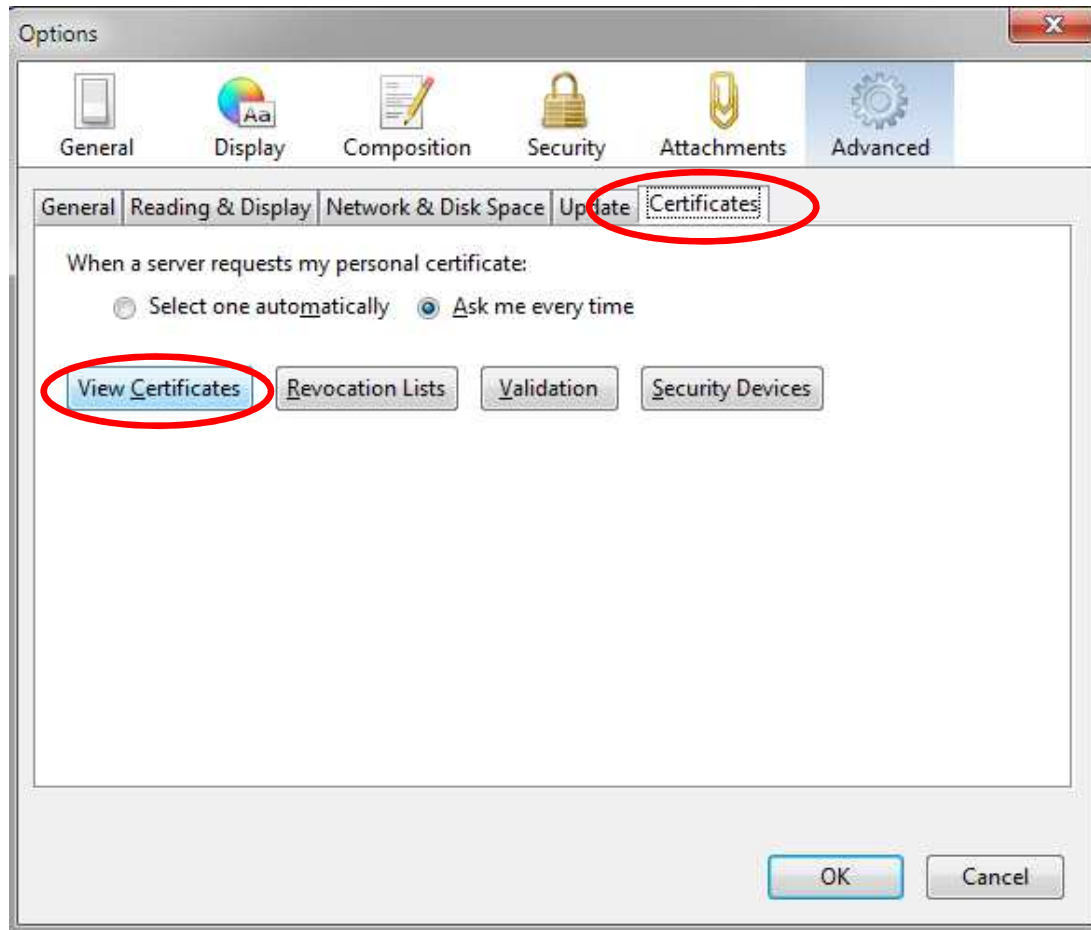 Options
X
Aa
General Display Composition Security Attachments Advanced
General Reading & Display Network & Disk Space Update Certificates
When a server requests my personal certificate:
Select one automatically Ask me every time
View Certificates Revocation Lists Validation Security Devices
OK Cancel